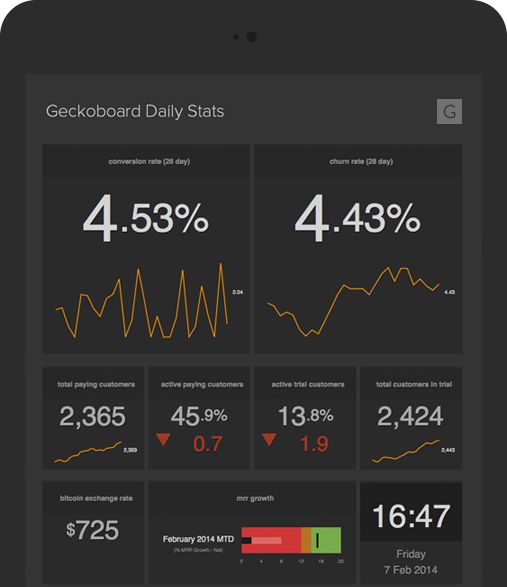 Geckoboard Daily Stats
G
conversion rate (28 day)
4.53%
2.04
churn rate (28 day)
4.43%
4.43
total paying customers
2,365
2,359
active paying customers
45.9%
0.7
active trial customers
13.8%
1.9
total customers in trial
2,424
2,443
bitcoin exchange rate
$725
mrr growth
February 2014 MTD
(% MRR Growth - Net)
0 4 8 12 16 20
16:47
Friday
7 Feb 2014